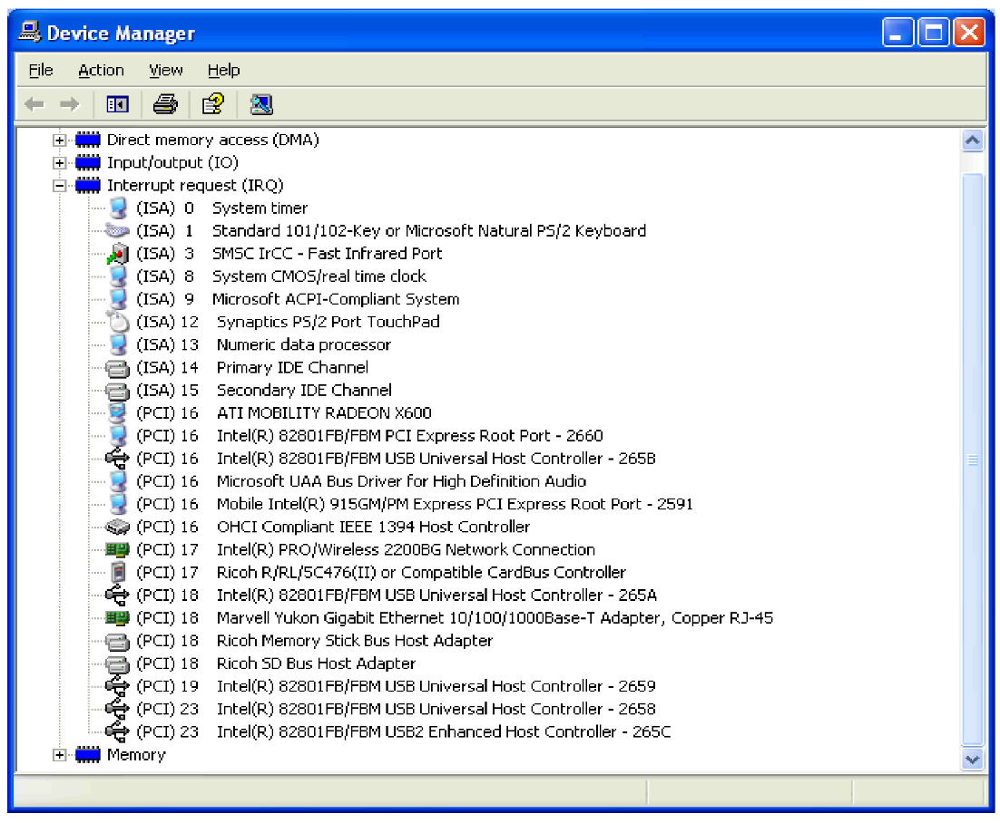 Device Manager
File Action View Help
Direct memory access (DMA)
Input/output (IO)
Interrupt request (IRQ)
(ISA) 0 System timer
(ISA) 1 Standard 101/102-Key or Microsoft Natural PS/2 Keyboard
(ISA) 3 SMSC IrCC - Fast Infrared Port
(ISA) 8 System CMOS/real time clock
(ISA) 9 Microsoft ACPI-Compliant System
(ISA) 12 Synaptics PS/2 Port TouchPad
(ISA) 13 Numeric data processor
(ISA) 14 Primary IDE Channel
(ISA) 15 Secondary IDE Channel
(PCI) 16 ATI MOBILITY RADEON X600
(PCI) 16 Intel(R) 82801FB/FBM PCI Express Root Port - 2660
(PCI) 16 Intel(R) 82801FB/FBM USB Universal Host Controller - 265B
(PCI) 16 Microsoft UAA Bus Driver for High Definition Audio
(PCI) 16 Mobile Intel(R) 915GM/PM Express PCI Express Root Port - 2591
(PCI) 16 OHCI Compliant IEEE 1394 Host Controller
(PCI) 17 Intel(R) PRO/Wireless 2200BG Network Connection
(PCI) 17 Ricoh R/RL/5C476(II) or Compatible CardBus Controller
(PCI) 18 Intel(R) 82801FB/FBM USB Universal Host Controller - 265A
(PCI) 18 Marvell Yukon Gigabit Ethernet 10/100/1000Base-T Adapter, Copper RJ-45
(PCI) 18 Ricoh Memory Stick Bus Host Adapter
(PCI) 18 Ricoh SD Bus Host Adapter
(PCI) 19 Intel(R) 82801FB/FBM USB Universal Host Controller - 2659
(PCI) 23 Intel(R) 82801FB/FBM USB Universal Host Controller - 2658
(PCI) 23 Intel(R) 82801FB/FBM USB2 Enhanced Host Controller - 265C
Memory